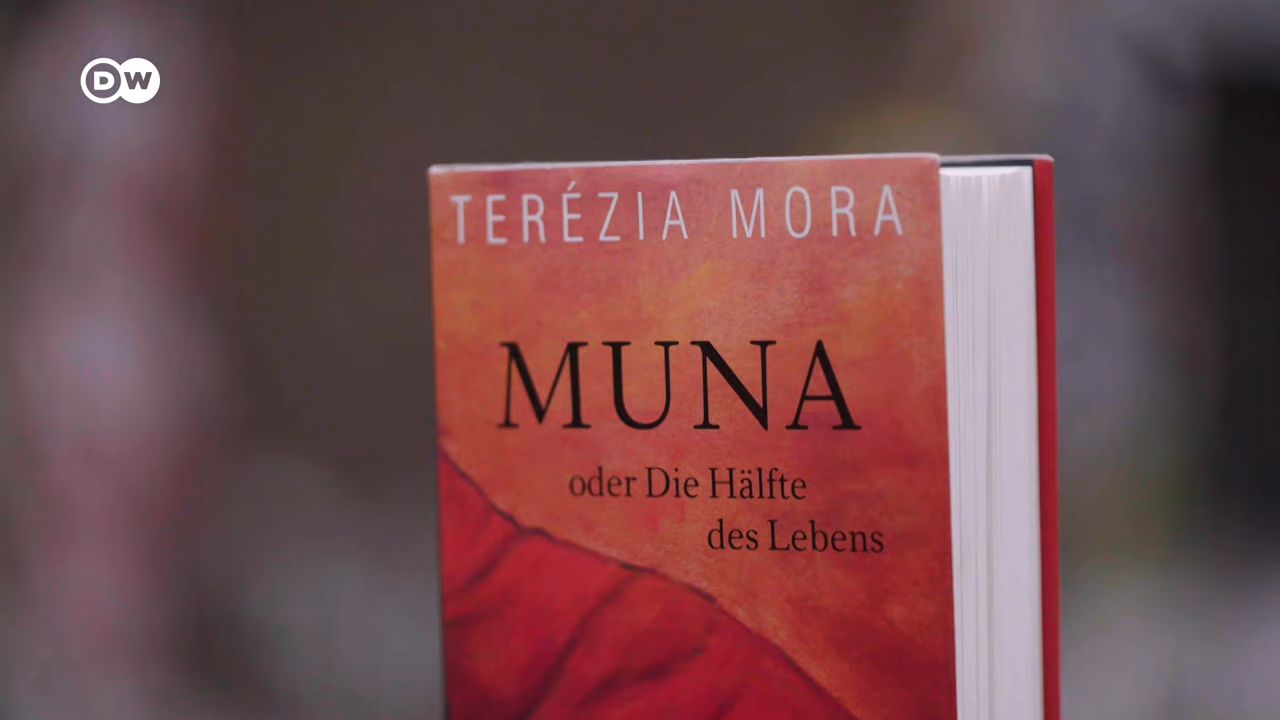 DW
TERÉZIA MORA
MUNA
oder Die Hälfte
des Lebens